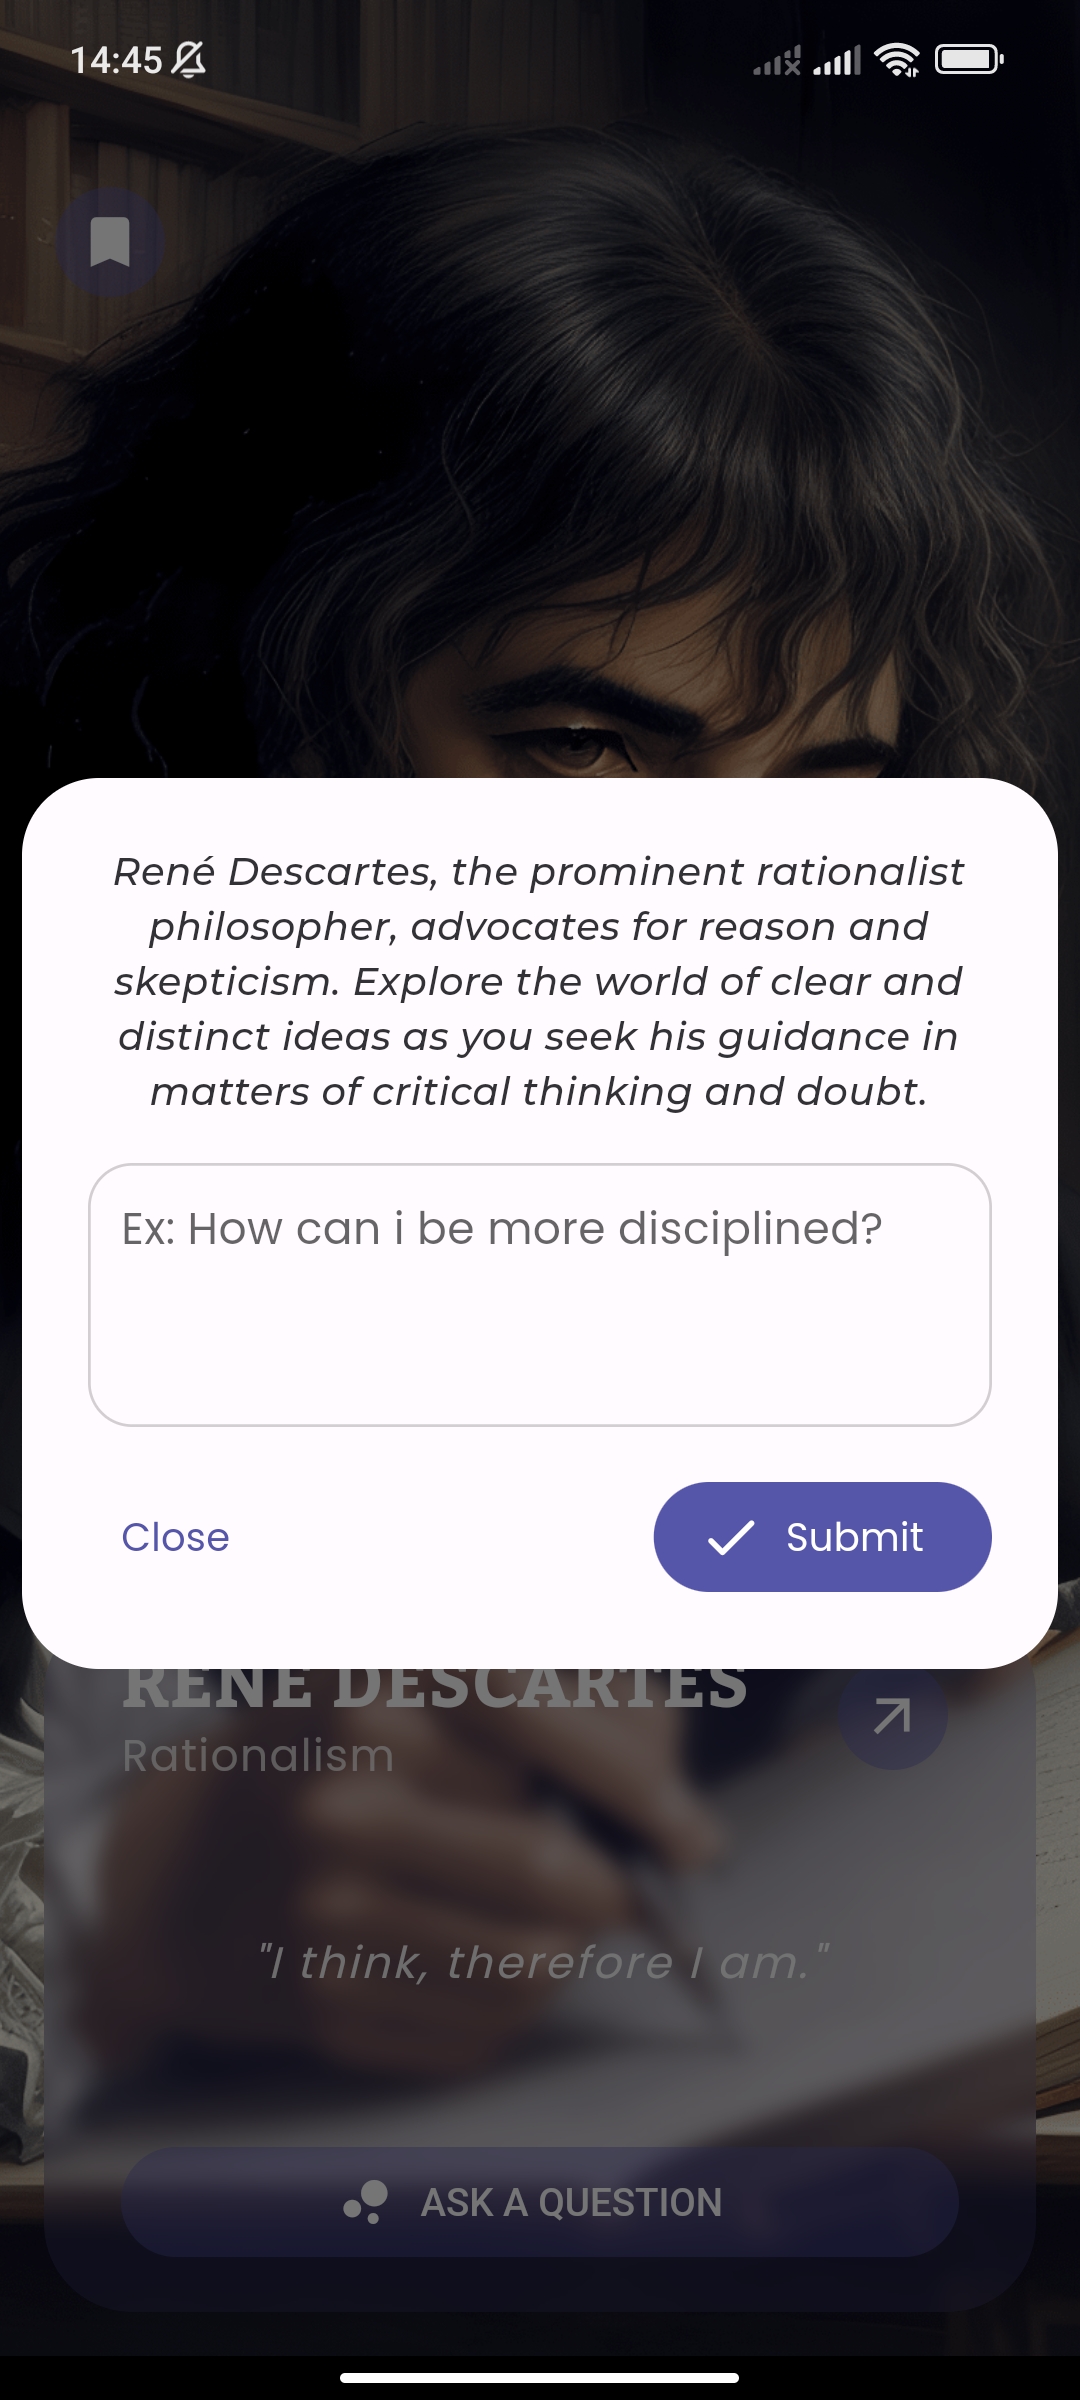 14:45
René Descartes, the prominent rationalist
philosopher, advocates for reason and
skepticism. Explore the world of clear and
distinct ideas as you seek his guidance in
matters of critical thinking and doubt.
Ex: How can i be more disciplined?
Close
Submit
RENÉ DESCARTES
Rationalism
"I think, therefore I am."
ASK A QUESTION